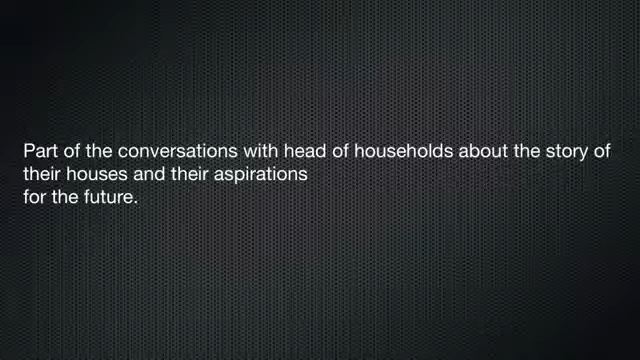 Part of the conversations with head of households about the story of
their houses and their aspirations
for the future.